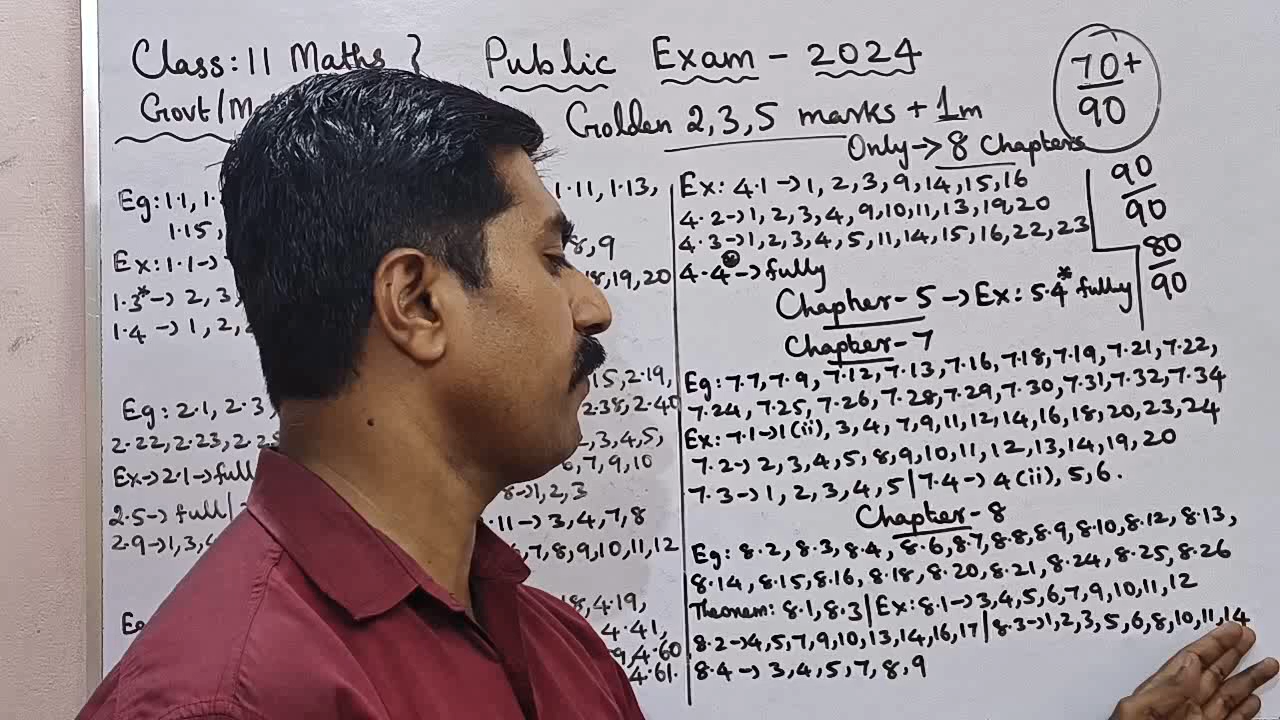 Class: 11 Maths }
Public Exam - 2024
70+
90
Govt/
Golden 2,3,5 marks + 1m
Only → 8 Chapters
90
90
80
90
Eg: 1.1,
1.11, 1.13,
1.15,
8, 9
Ex: 1.1 →
18, 19, 20
1.3* → 2, 3,
1.4 → 1, 2,
Eg: 2.1, 2.3,
15, 2.19,
2.38, 2.40
2.22, 2.23, 2.25
2, 3, 4, 5,
Ex → 2.1 → full
6, 7, 9, 10
8 → 1, 2, 3
2.5 → full |
11 → 3, 4, 7, 8
2.9 → 1, 3,
6, 7, 8, 9, 10, 11, 12
18, 4.19,
4.41,
4.60
4.61.
Ex: 4.1 → 1, 2, 3, 9, 14, 15, 16
4.2 → 1, 2, 3, 4, 9, 10, 11, 13, 19, 20
4.3 → 1, 2, 3, 4, 5, 11, 14, 15, 16, 22, 23
4.4 → fully
Chapter - 5 → Ex: 5.4* fully
Chapter - 7
Eg: 7.7, 7.9, 7.12, 7.13, 7.16, 7.18, 7.19, 7.21, 7.22,
7.24, 7.25, 7.26, 7.28, 7.29, 7.30, 7.31, 7.32, 7.34
Ex: 7.1 → 1(ii), 3, 4, 7, 9, 11, 12, 14, 16, 18, 20, 23, 24
7.2 → 2, 3, 4, 5, 8, 9, 10, 11, 12, 13, 14, 19, 20
7.3 → 1, 2, 3, 4, 5 | 7.4 → 4(ii), 5, 6.
Chapter - 8
Eg: 8.2, 8.3, 8.4, 8.6, 8.7, 8.8, 8.9, 8.10, 8.12, 8.13,
8.14, 8.15, 8.16, 8.18, 8.20, 8.21, 8.24, 8.25, 8.26
Theorem: 8.1, 8.3 | Ex: 8.1 → 3, 4, 5, 6, 7, 9, 10, 11, 12
8.2 → 4, 5, 7, 9, 10, 13, 14, 16, 17 | 8.3 → 1, 2, 3, 5, 6, 8, 10, 11, 14
8.4 → 3, 4, 5, 7, 8, 9